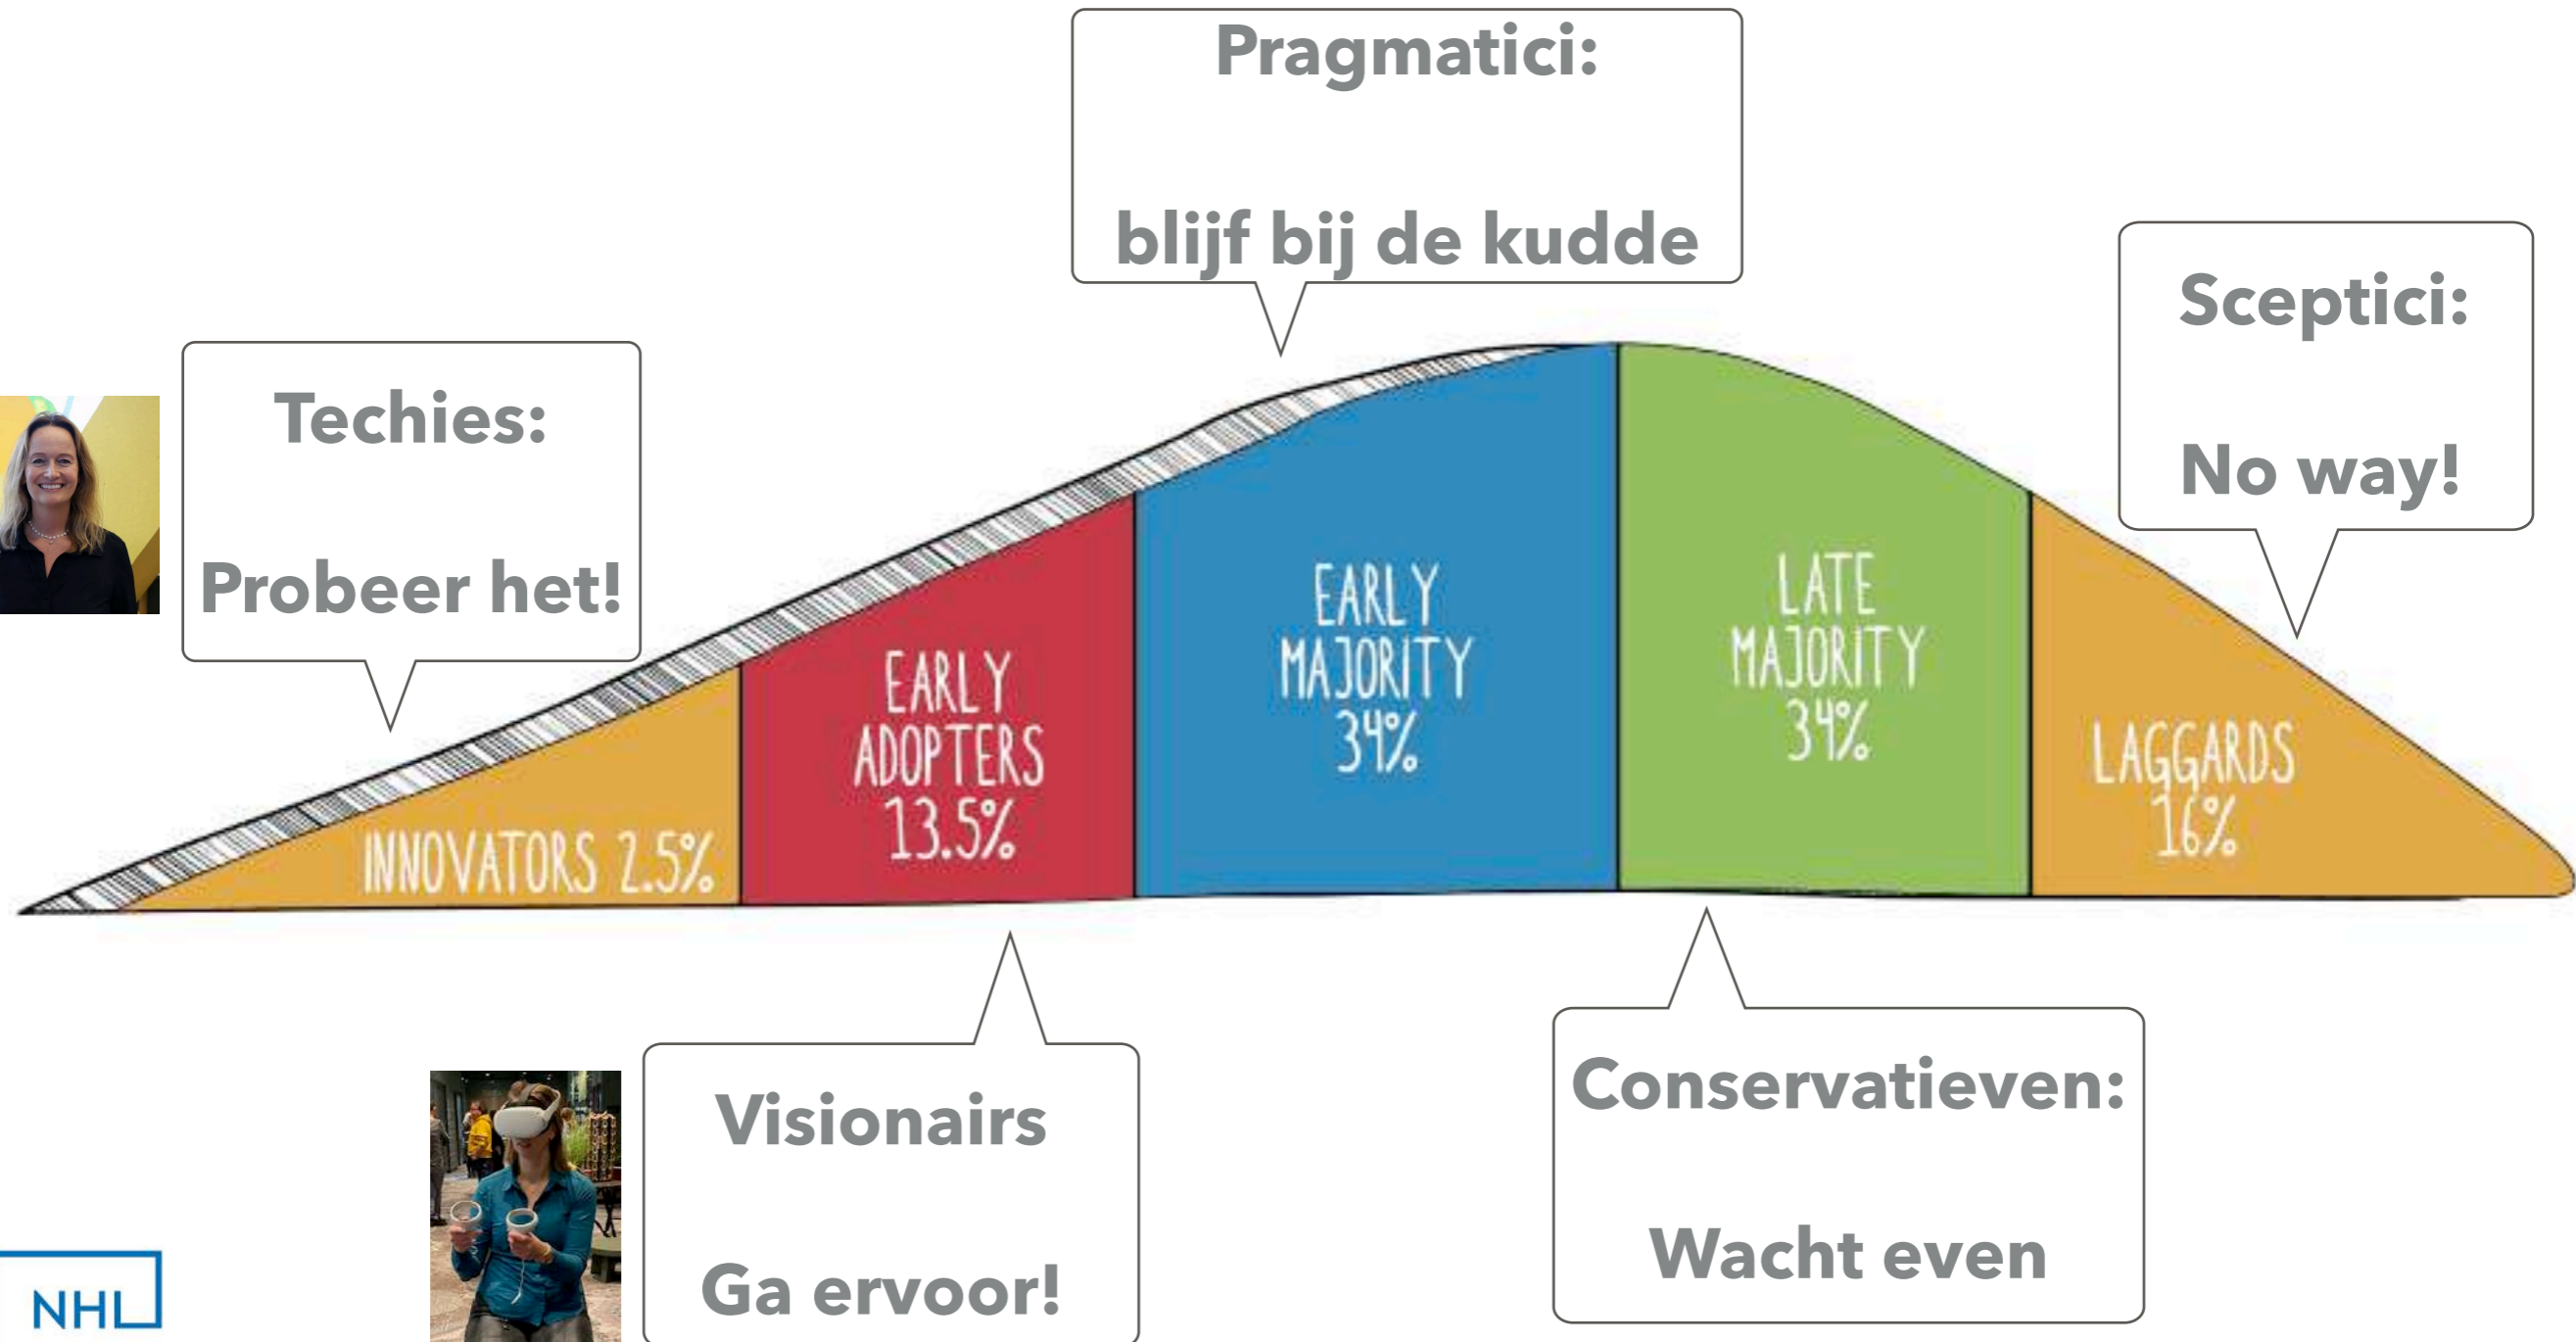 Pragmatici:
blijf bij de kudde
Sceptici:
No way!
Techies:
Probeer het!
EARLY
MAJORITY
34%
LATE
MAJORITY
34%
EARLY
ADOPTERS
13.5%
LAGGARDS
16%
INNOVATORS 2.5%
Visionairs
Ga ervoor!
Conservatieven:
Wacht even
NHL